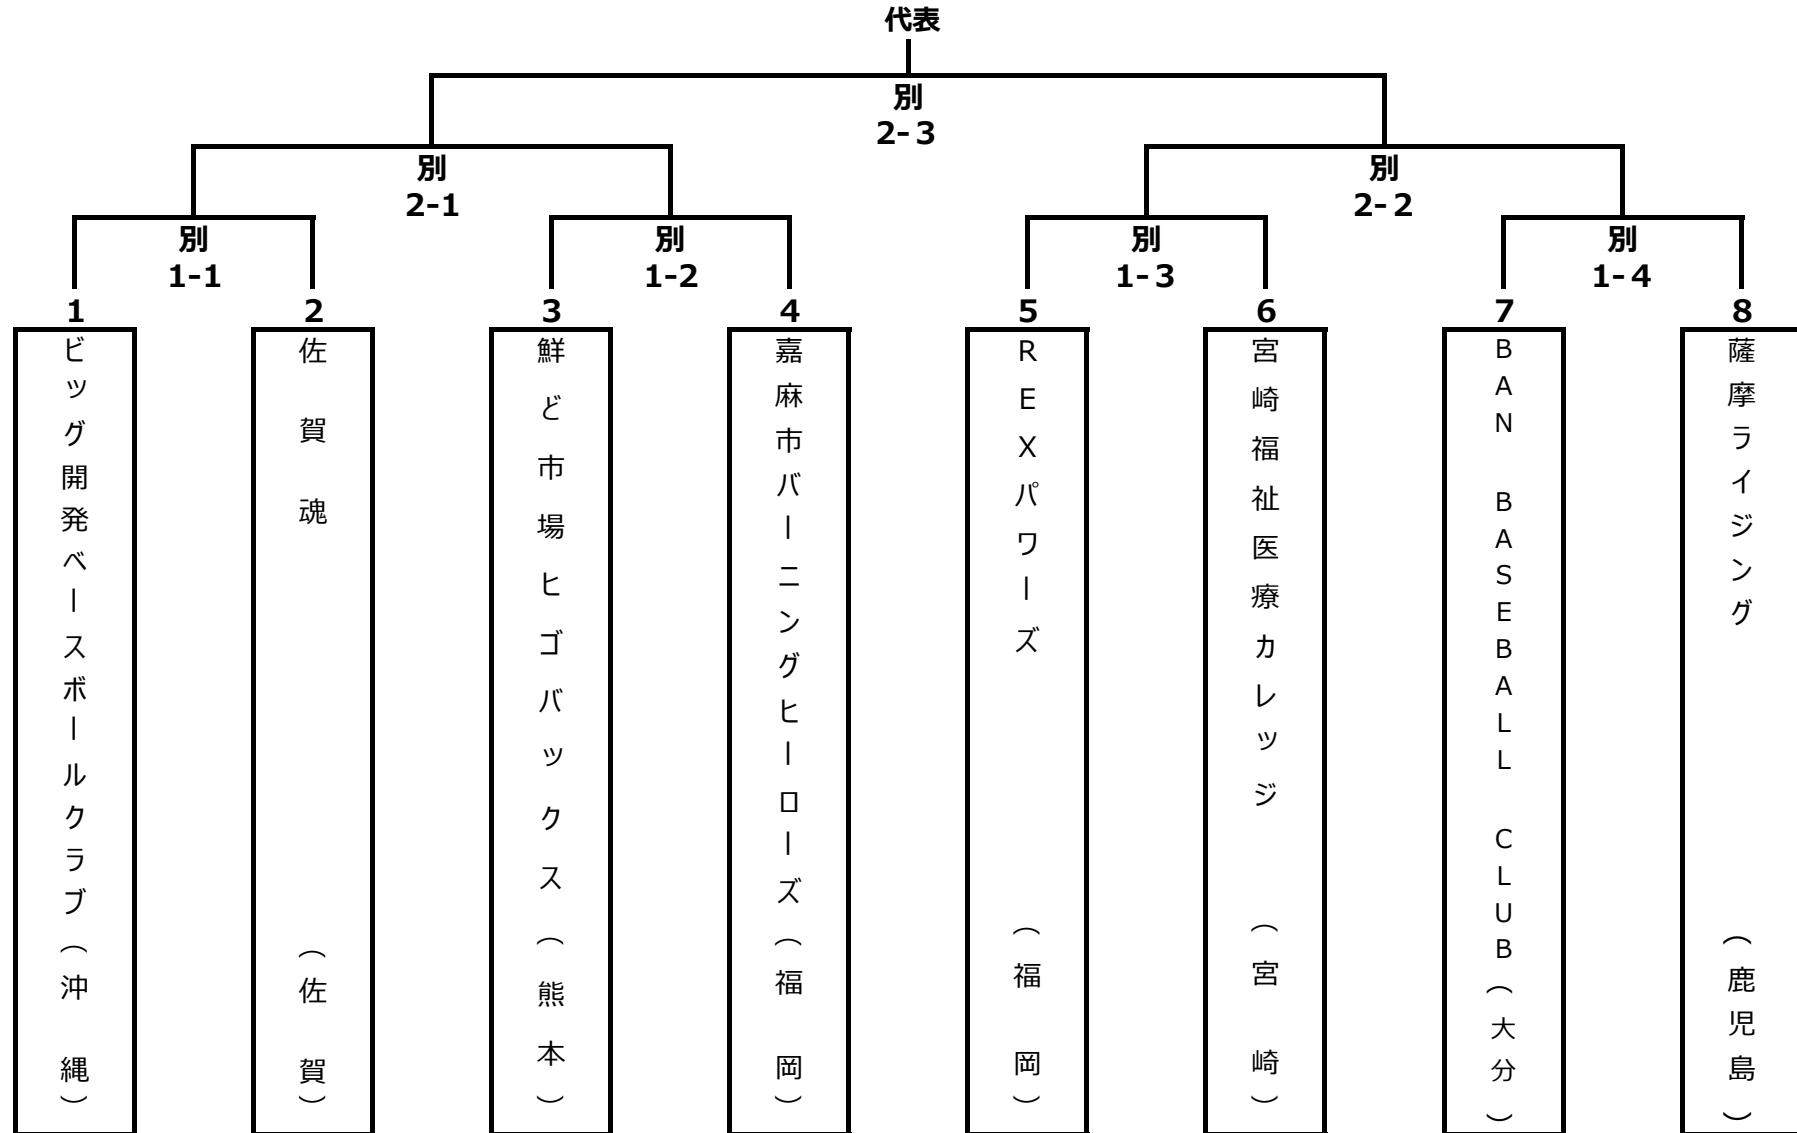 代表
別
2-3
別
2-1
別
2-2
別
1-1
別
1-2
別
1-3
別
1-4
1
2
3
4
5
6
7
8
ビッグ開発ベースボールクラブ（沖縄）
佐賀魂（佐賀）
鮮ど市場ヒゴバックス（熊本）
嘉麻市バーニングヒーローズ（福岡）
REXパワーズ（福岡）
宮崎福祉医療カレッジ（宮崎）
BAN BASEBALL CLUB（大分）
薩摩ライジング（鹿児島）